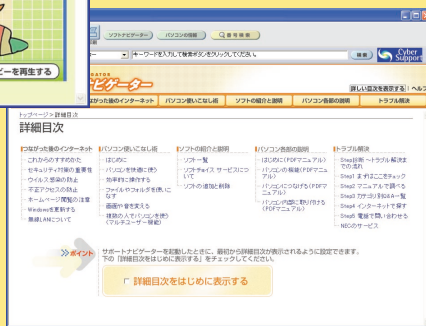 ソフトナビゲーター
パソコンの情報
Q番号検索
キーワードを入力して検索ボタンをクリックしてください。
検索
Cyber
Support
ピーを再生する
詳しい目次を表示する
ヘルプ
ながった後のインターネット
パソコン使いこなし術
ソフトの紹介と説明
パソコン各部の説明
トラブル解決
トップページ>詳細目次
詳細目次
つながった後のインターネット
これからのすすめかた
セキュリティ対策の重要性
ウイルス感染の防止
不正アクセスの防止
ホームページ閲覧の注意
Windowsを更新する
無線LANについて
パソコン使いこなし術
はじめに
パソコンを快適に使う
効率的に操作する
ファイルやフォルダを使いこ
なす
画面や音を変える
複数の人でパソコンを使う
(マルチユーザー機能)
ソフトの紹介と説明
ソフト一覧
ソフトチョイス サービスにつ
いて
ソフトの追加と削除
パソコン各部の説明
はじめに(PDFマニュアル)
パソコンの機能(PDFマニュ
アル)
パソコンにつなげる(PDFマ
ニュアル)
パソコン内部に取り付ける
(PDFマニュアル)
トラブル解決
Step診断 ~トラブル解決ま
での流れ
Step1 まずはここをチェック
Step2 マニュアルで調べる
Step3 カテゴリ別Q&A一覧
Step4 インターネットで探す
Step5 電話で問い合わせる
NECのサービス
ポイント
サポートナビゲーターを起動したときに、最初から詳細目次が表示されるように設定できます。
下の「詳細目次をはじめに表示する」をチェックしてください。
詳細目次をはじめに表示する